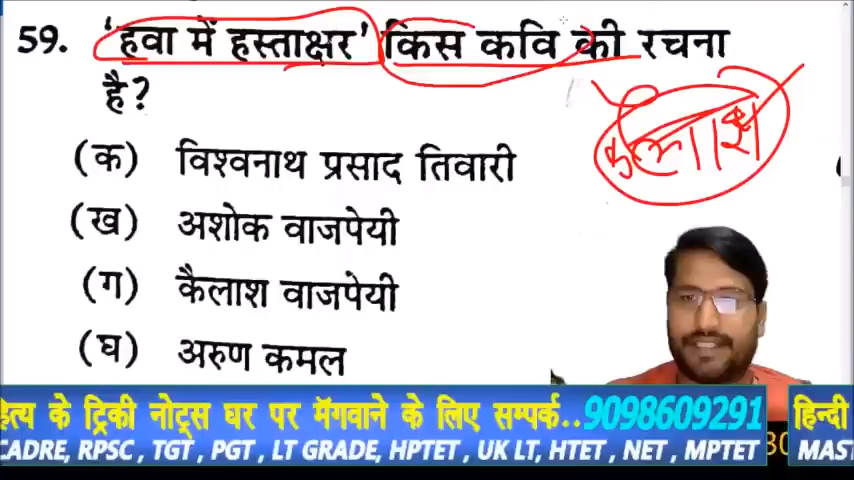 59. 'हवा में हस्ताक्षर' किस कवि की रचना
है?
(क) विश्वनाथ प्रसाद तिवारी
(ख) अशोक वाजपेयी
(ग) कैलाश वाजपेयी
(घ) अरुण कमल
हित्य के ट्रिकी नोट्स घर पर मॅगवाने के लिए सम्पर्क..9098609291 हिन्दी
CADRE, RPSC , TGT , PGT , LT GRADE, HPTET , UK LT, HTET , NET , MPTET MAST